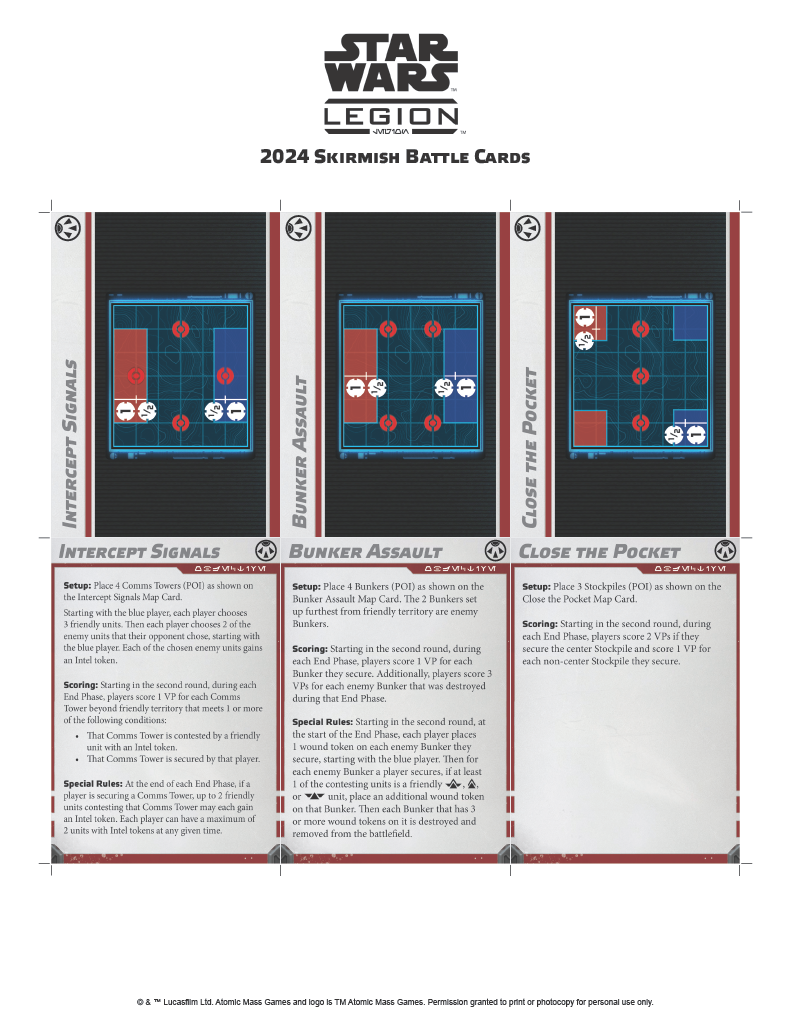 STAR
WARS™
LEGION™
2024 Skirmish Battle Cards
Intercept Signals
1
½
½
1
Bunker Assault
1
½
½
1
Close the Pocket
1
½
½
1
Intercept Signals
Setup: Place 4 Comms Towers (POI) as shown on
the Intercept Signals Map Card.
Starting with the blue player, each player chooses
3 friendly units. Then each player chooses 2 of the
enemy units that their opponent chose, starting with
the blue player. Each of the chosen enemy units gains
an Intel token.
Scoring: Starting in the second round, during each
End Phase, players score 1 VP for each Comms
Tower beyond friendly territory that meets 1 or more
of the following conditions:
• That Comms Tower is contested by a friendly
unit with an Intel token.
• That Comms Tower is secured by that player.
Special Rules: At the end of each End Phase, if a
player is securing a Comms Tower, up to 2 friendly
units contesting that Comms Tower may each gain
an Intel token. Each player can have a maximum of
2 units with Intel tokens at any given time.
Bunker Assault
Setup: Place 4 Bunkers (POI) as shown on the
Bunker Assault Map Card. The 2 Bunkers set
up furthest from friendly territory are enemy
Bunkers.
Scoring: Starting in the second round, during
each End Phase, players score 1 VP for each
Bunker they secure. Additionally, players score 3
VPs for each enemy Bunker that was destroyed
during that End Phase.
Special Rules: Starting in the second round, at
the start of the End Phase, each player places
1 wound token on each enemy Bunker they
secure, starting with the blue player. Then for
each enemy Bunker a player secures, if at least
1 of the contesting units is a friendly , ,
or unit, place an additional wound token
on that Bunker. Then each Bunker that has 3
or more wound tokens on it is destroyed and
removed from the battlefield.
Close the Pocket
Setup: Place 3 Stockpiles (POI) as shown on the
Close the Pocket Map Card.
Scoring: Starting in the second round, during
each End Phase, players score 2 VPs if they
secure the center Stockpile and score 1 VP for
each non-center Stockpile they secure.
© & ™ Lucasfilm Ltd. Atomic Mass Games and logo is TM Atomic Mass Games. Permission granted to print or photocopy for personal use only.